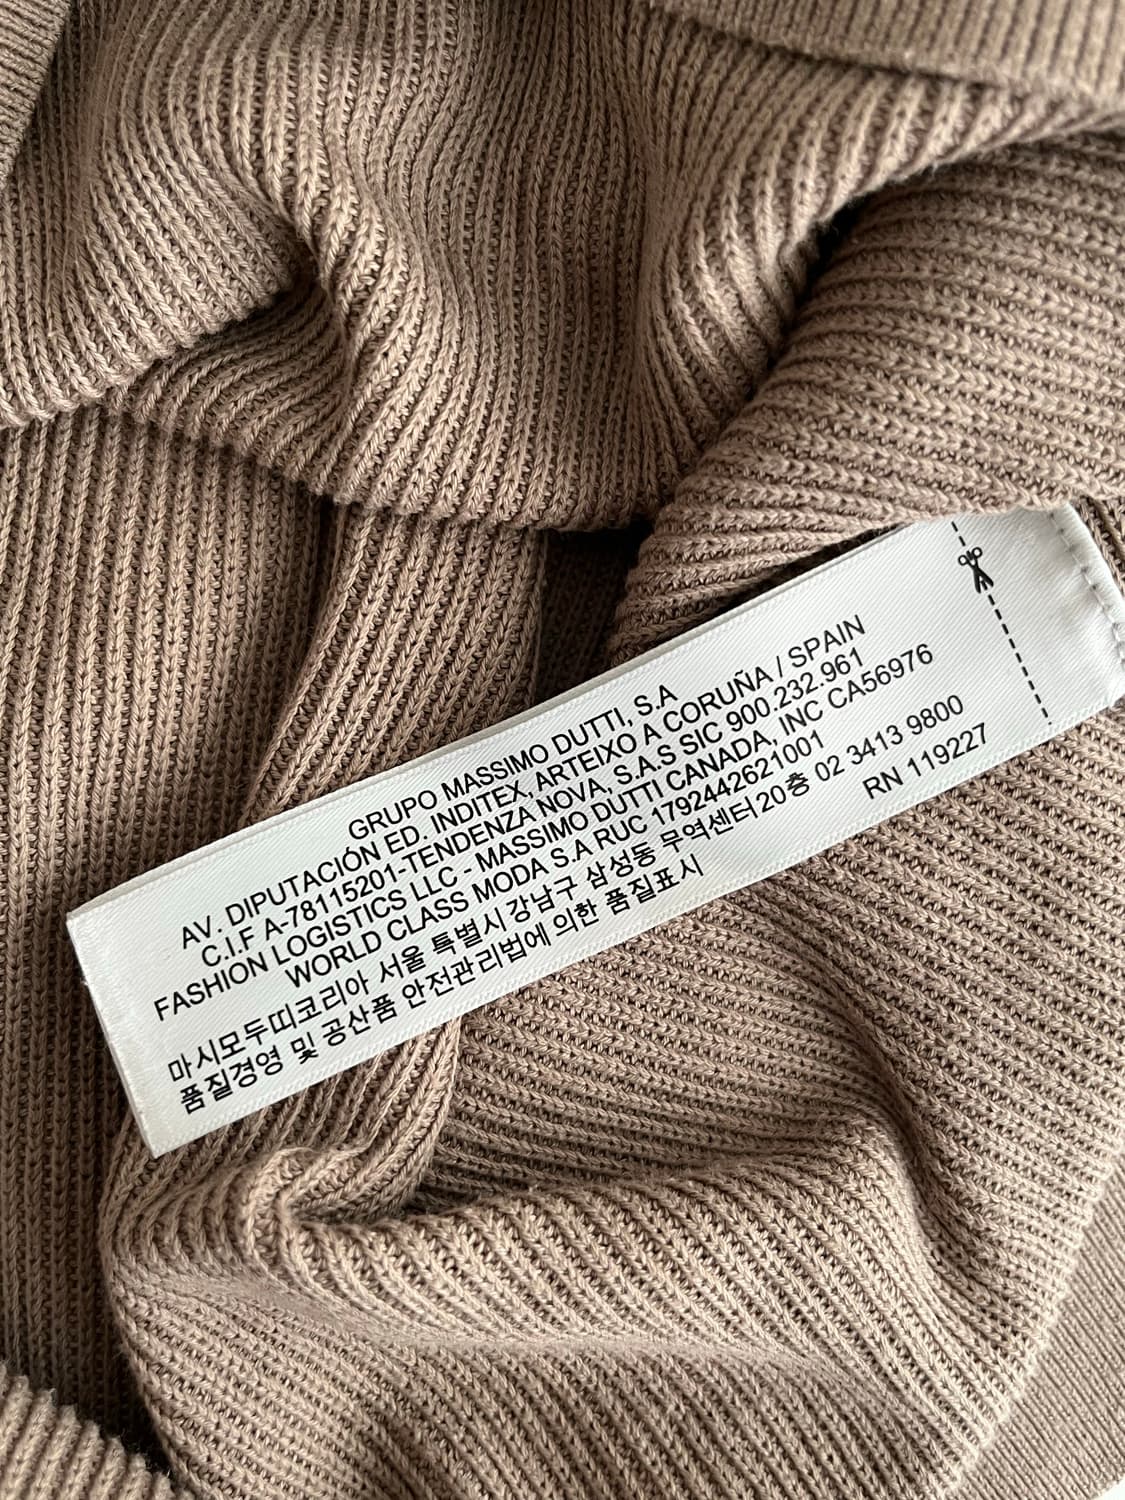 GRUPO MASSIMO DUTTI, S.A
AV. DIPUTACIÓN ED. INDITEX, ARTEIXO A CORUÑA / SPAIN
C.I.F A-78115201-TENDENZA NOVA, S.A.S SIC 900.232.961
FASHION LOGISTICS LLC - MASSIMO DUTTI CANADA, INC CA56976
WORLD CLASS MODA S.A RUC 1792442621001
마시모두띠코리아 서울 특별시강남구 삼성동 무역센터20층 02 3413 9800
품질경영 및 공산품 안전관리법에 의한 품질표시 RN 119227